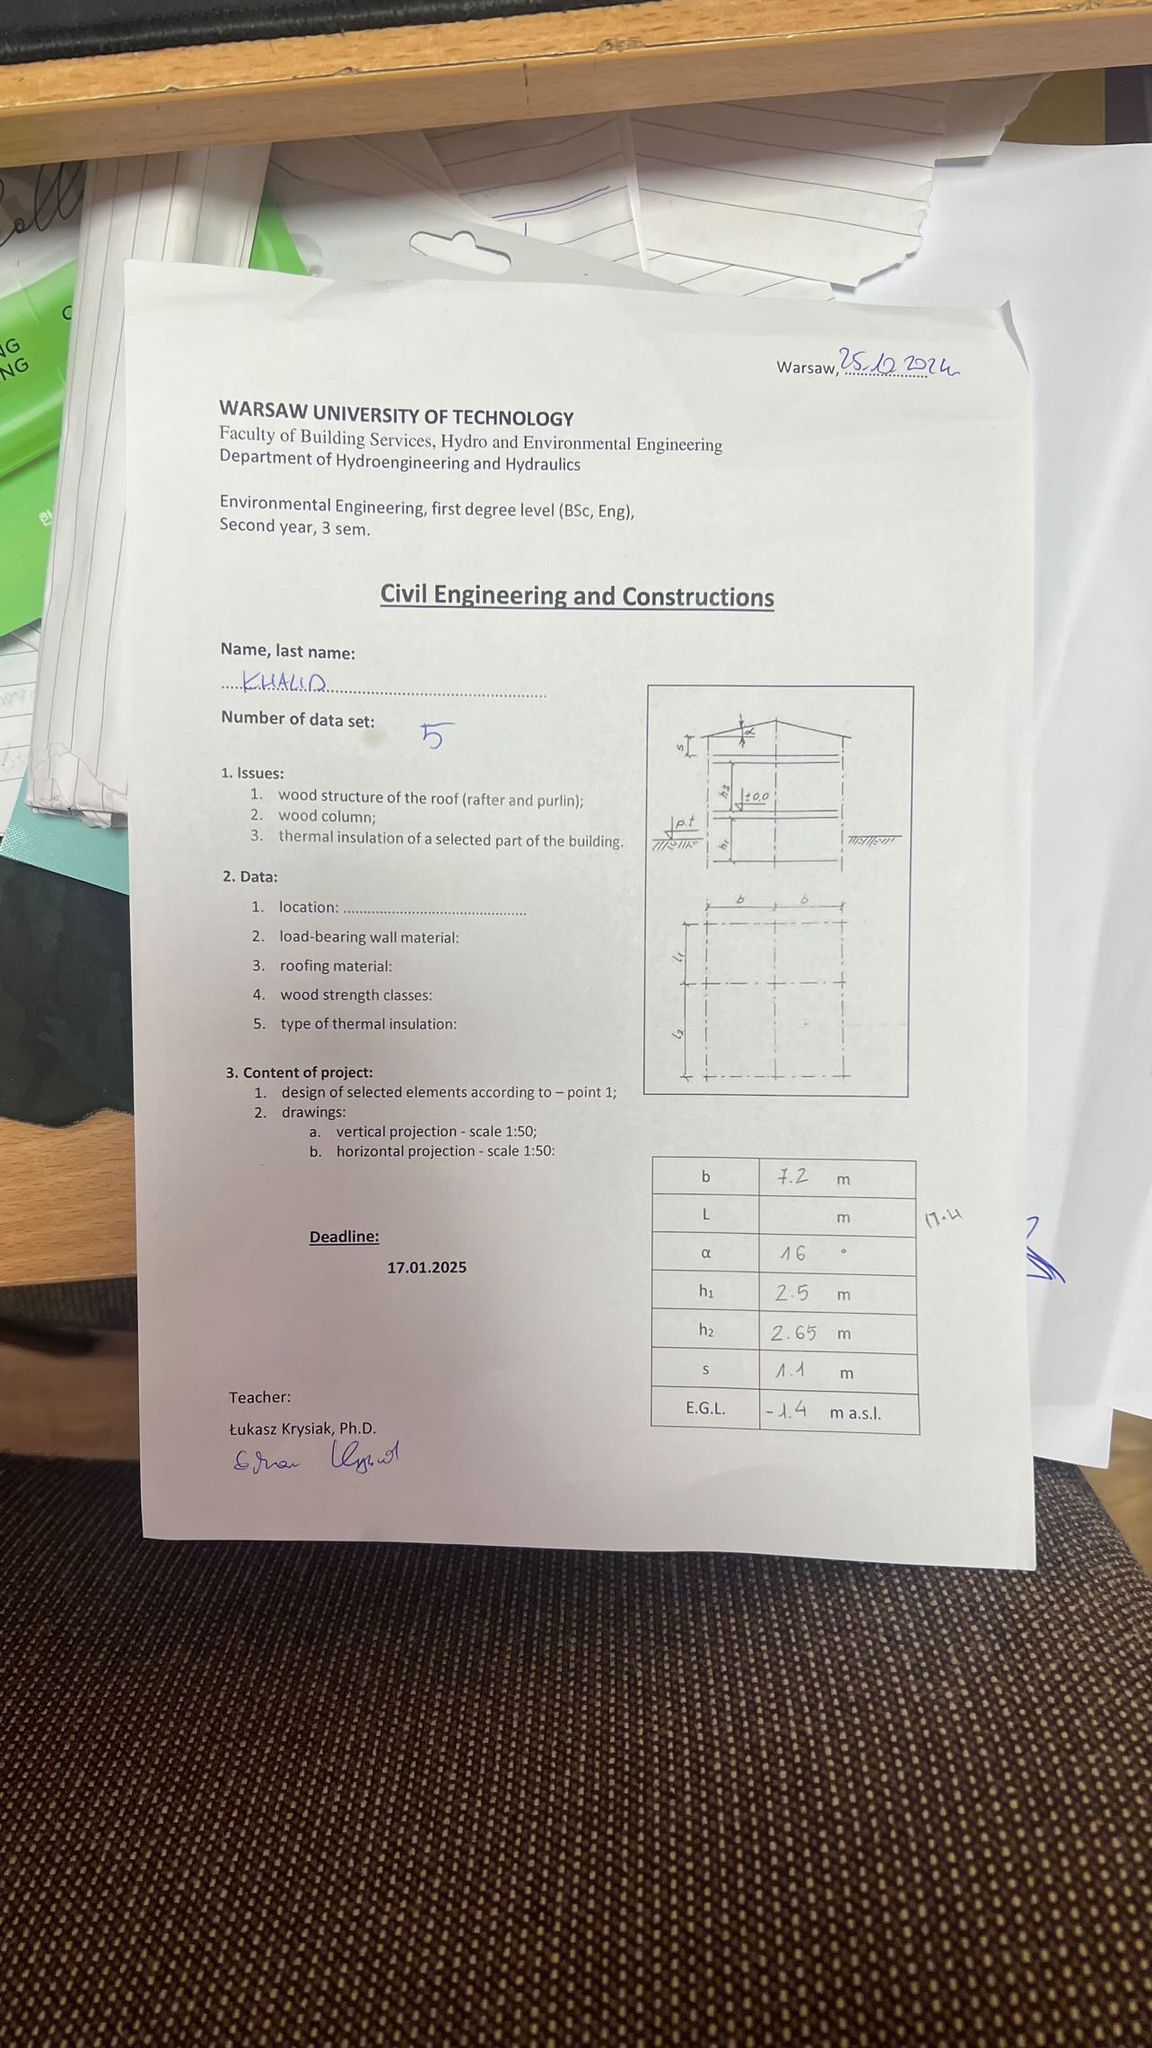 Warsaw, 25.10 2024
WARSAW UNIVERSITY OF TECHNOLOGY
Faculty of Building Services, Hydro and Environmental Engineering
Department of Hydroengineering and Hydraulics
Environmental Engineering, first degree level (BSc, Eng),
Second year, 3 sem.
Civil Engineering and Constructions
Name, last name:
KHALID
Number of data set: 5
1. Issues:
1. wood structure of the roof (rafter and purlin);
2. wood column;
3. thermal insulation of a selected part of the building.
2. Data:
1. location: ..............................................
2. load-bearing wall material:
3. roofing material:
4. wood strength classes:
5. type of thermal insulation:
3. Content of project:
1. design of selected elements according to – point 1;
2. drawings:
a. vertical projection - scale 1:50;
b. horizontal projection - scale 1:50:
Deadline:
17.01.2025
Teacher:
Łukasz Krysiak, Ph.D.
s
α
h2
±0,0
p.t
h1
b b
l1
l2
b 7.2 m
L m 17.4
α 16 °
h1 2.5 m
h2 2.65 m
s 1.1 m
E.G.L. -1.4 m a.s.l.
NG
NG